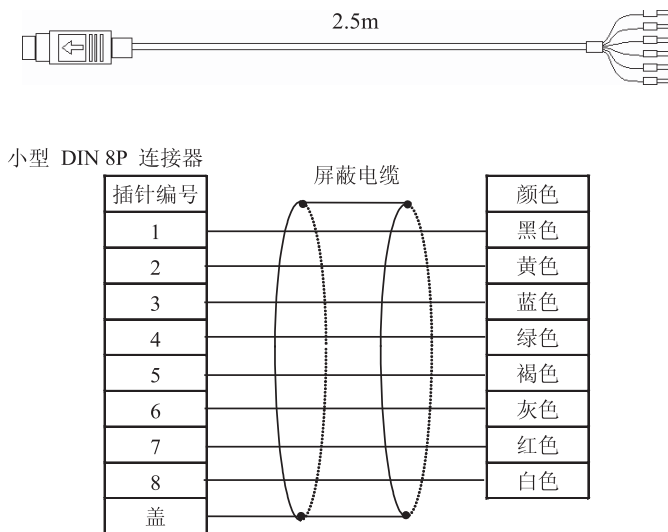 2.5m
小型 DIN 8P 连接器
屏蔽电缆
插针编号 颜色
1 黑色
2 黄色
3 蓝色
4 绿色
5 褐色
6 灰色
7 红色
8 白色
盖